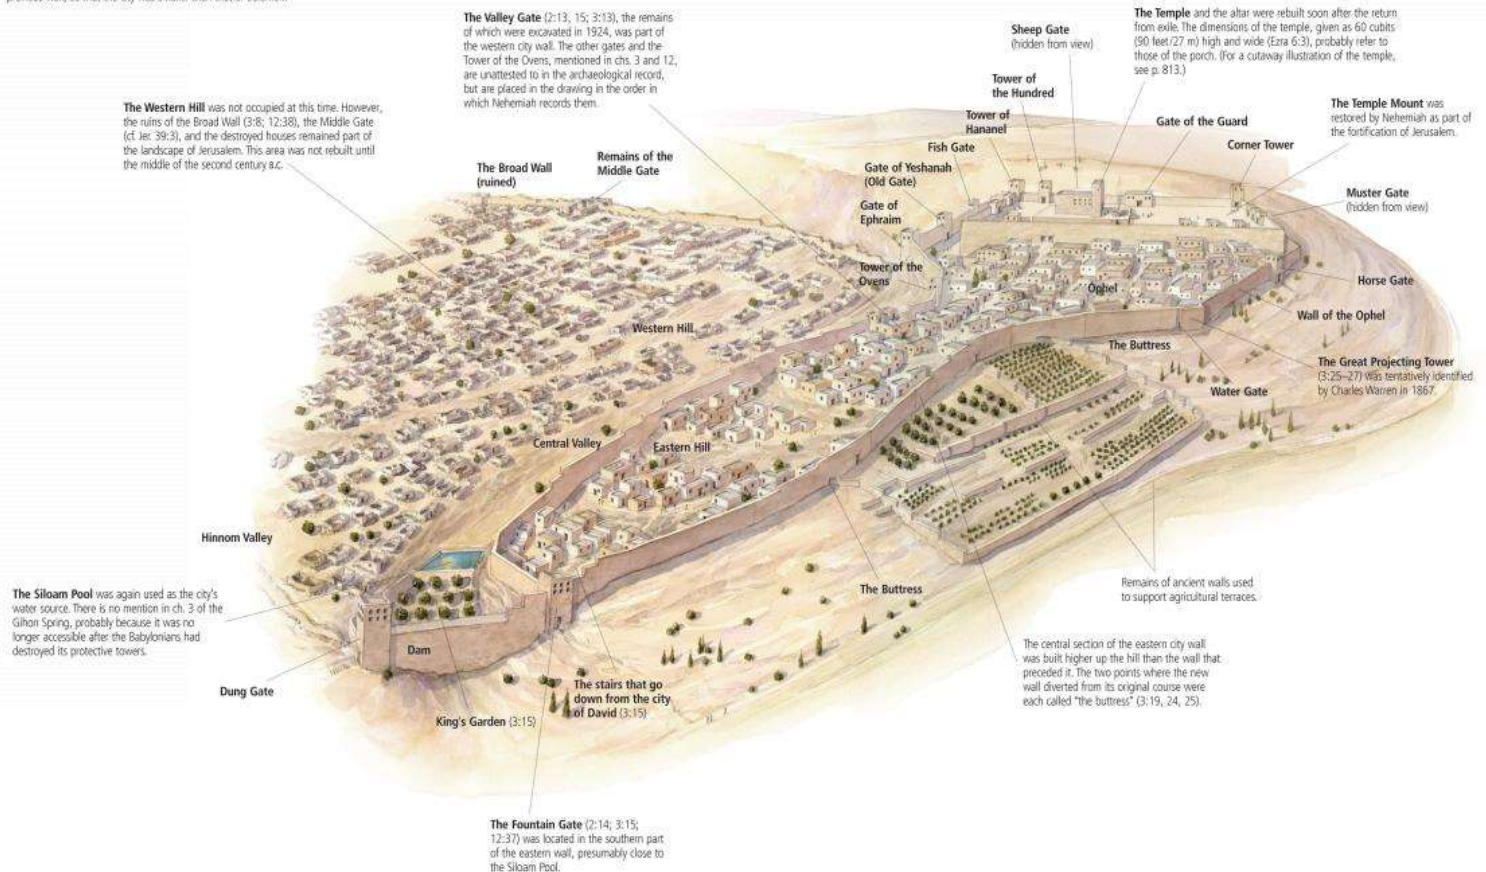 The Valley Gate (2:13, 15; 3:13), the remains
of which were excavated in 1924, was part of
the western city wall. The other gates and the
Tower of the Ovens, mentioned in chs. 3 and 12,
are unattested to in the archaeological record,
but are placed in the drawing in the order in
which Nehemiah records them.
The Temple and the altar were rebuilt soon after the return
from exile. The dimensions of the temple, given as 60 cubits
(90 feet/27 m) high and wide (Ezra 6:3), probably refer to
those of the porch. (For a cutaway illustration of the temple,
see p. 813.)
Sheep Gate
(hidden from view)
Tower of
the Hundred
The Western Hill was not occupied at this time. However,
the ruins of the Broad Wall (3:8; 12:38), the Middle Gate
(cf. Jer. 39:3), and the destroyed houses remained part of
the landscape of Jerusalem. This area was not rebuilt until
the middle of the second century B.C.
The Temple Mount was
restored by Nehemiah as part of
the fortification of Jerusalem.
Tower of
Hananel
Gate of the Guard
Corner Tower
Fish Gate
The Broad Wall
(ruined)
Remains of the
Middle Gate
Gate of Yeshanah
(Old Gate)
Muster Gate
(hidden from view)
Gate of
Ephraim
Tower of the
Ovens
Ophel
Horse Gate
Wall of the Ophel
Western Hill
The Buttress
The Great Projecting Tower
(3:25–27) was tentatively identified
by Charles Warren in 1867.
Water Gate
Central Valley
Eastern Hill
Hinnom Valley
The Siloam Pool was again used as the city's
water source. There is no mention in ch. 3 of the
Gihon Spring, probably because it was no
longer accessible after the Babylonians had
destroyed its protective towers.
The Buttress
Remains of ancient walls used
to support agricultural terraces.
Dam
The central section of the eastern city wall
was built higher up the hill than the wall that
preceded it. The two points where the new
wall diverted from its original course were
each called "the buttress" (3:19, 24, 25).
Dung Gate
The stairs that go
down from the city
of David (3:15)
King's Garden (3:15)
The Fountain Gate (2:14; 3:15;
12:37) was located in the southern part
of the eastern wall, presumably close to
the Siloam Pool.